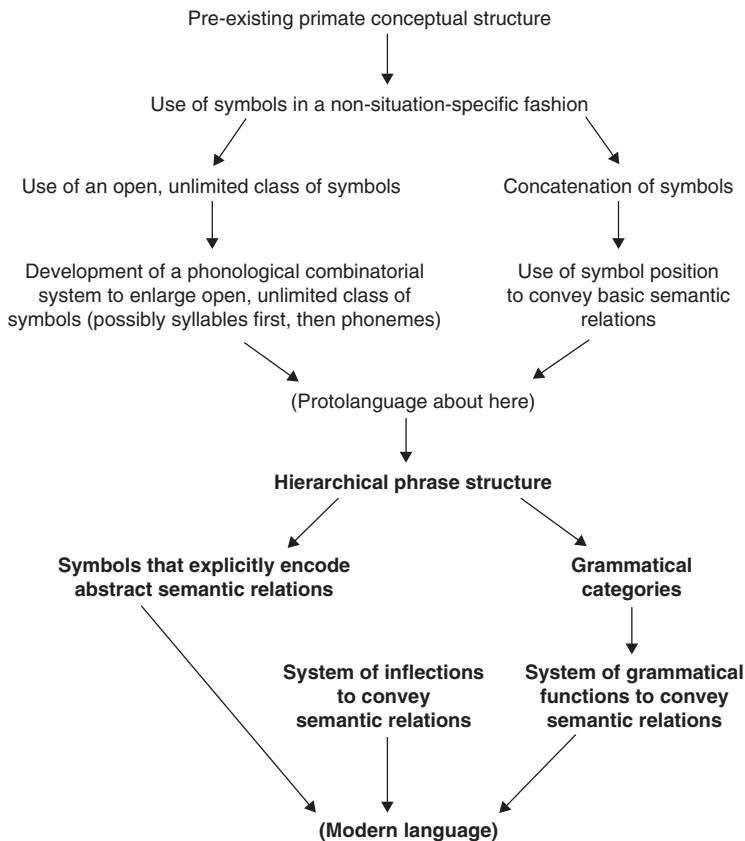 Pre-existing primate conceptual structure
Use of symbols in a non-situation-specific fashion
Use of an open, unlimited class of symbols
Concatenation of symbols
Development of a phonological combinatorial
system to enlarge open, unlimited class of
symbols (possibly syllables first, then phonemes)
Use of symbol position
to convey basic semantic
relations
(Protolanguage about here)
Hierarchical phrase structure
Symbols that explicitly encode
abstract semantic relations
Grammatical
categories
System of inflections
to convey
semantic relations
System of grammatical
functions to convey
semantic relations
(Modern language)